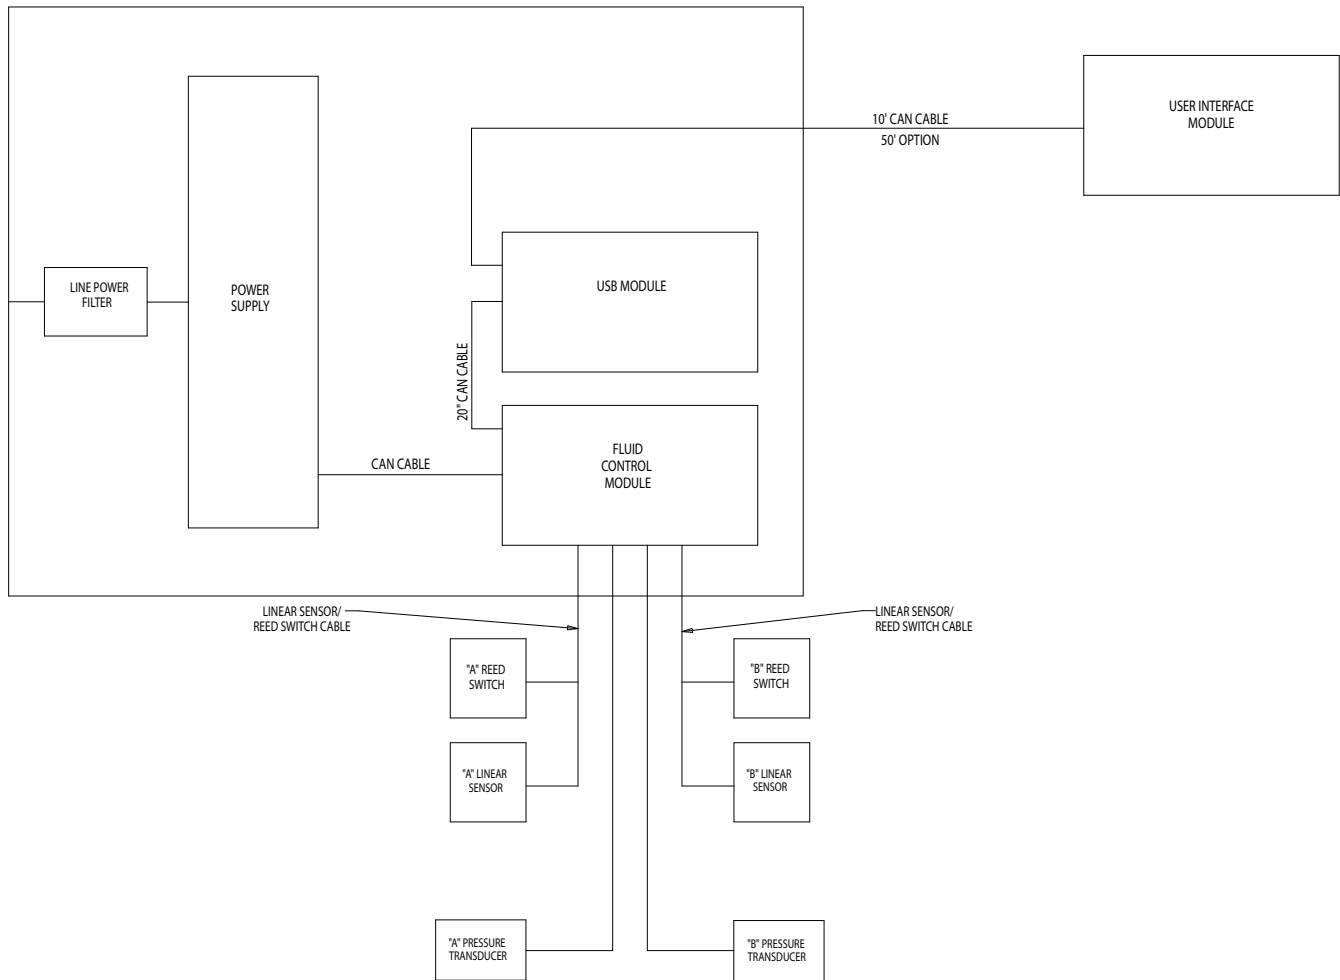 10' CAN CABLE
50' OPTION
USER INTERFACE
MODULE
LINE POWER
FILTER
POWER
SUPPLY
USB MODULE
20" CAN CABLE
CAN CABLE
FLUID
CONTROL
MODULE
LINEAR SENSOR/
REED SWITCH CABLE
LINEAR SENSOR/
REED SWITCH CABLE
"A" REED
SWITCH
"B" REED
SWITCH
"A" LINEAR
SENSOR
"B" LINEAR
SENSOR
"A" PRESSURE
TRANSDUCER
"B" PRESSURE
TRANSDUCER